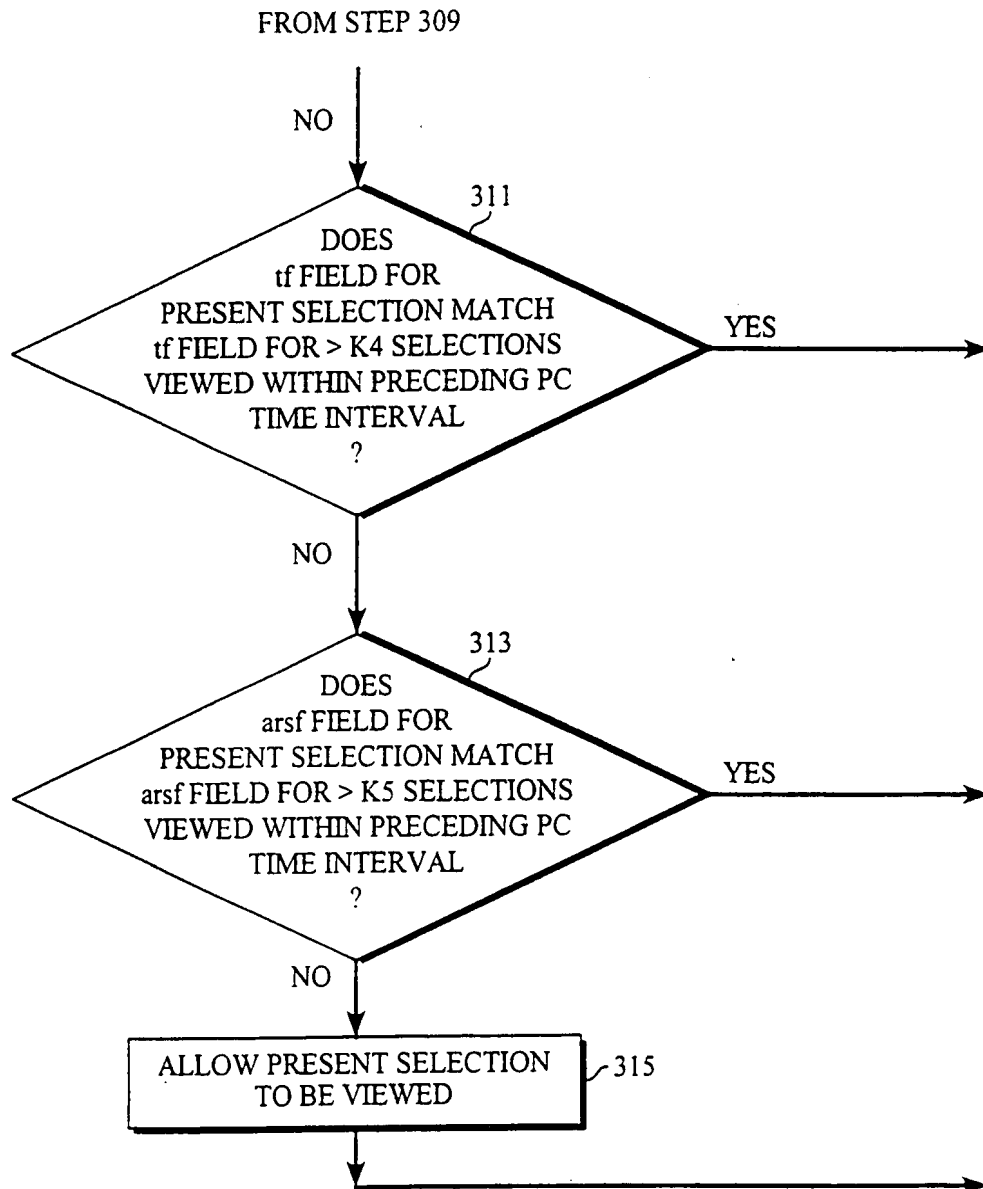 FROM STEP 309
NO
311
DOES
tf FIELD FOR
PRESENT SELECTION MATCH
tf FIELD FOR > K4 SELECTIONS
VIEWED WITHIN PRECEDING PC
TIME INTERVAL
?
YES
NO
313
DOES
arsf FIELD FOR
PRESENT SELECTION MATCH
arsf FIELD FOR > K5 SELECTIONS
VIEWED WITHIN PRECEDING PC
TIME INTERVAL
?
YES
NO
ALLOW PRESENT SELECTION
TO BE VIEWED
315